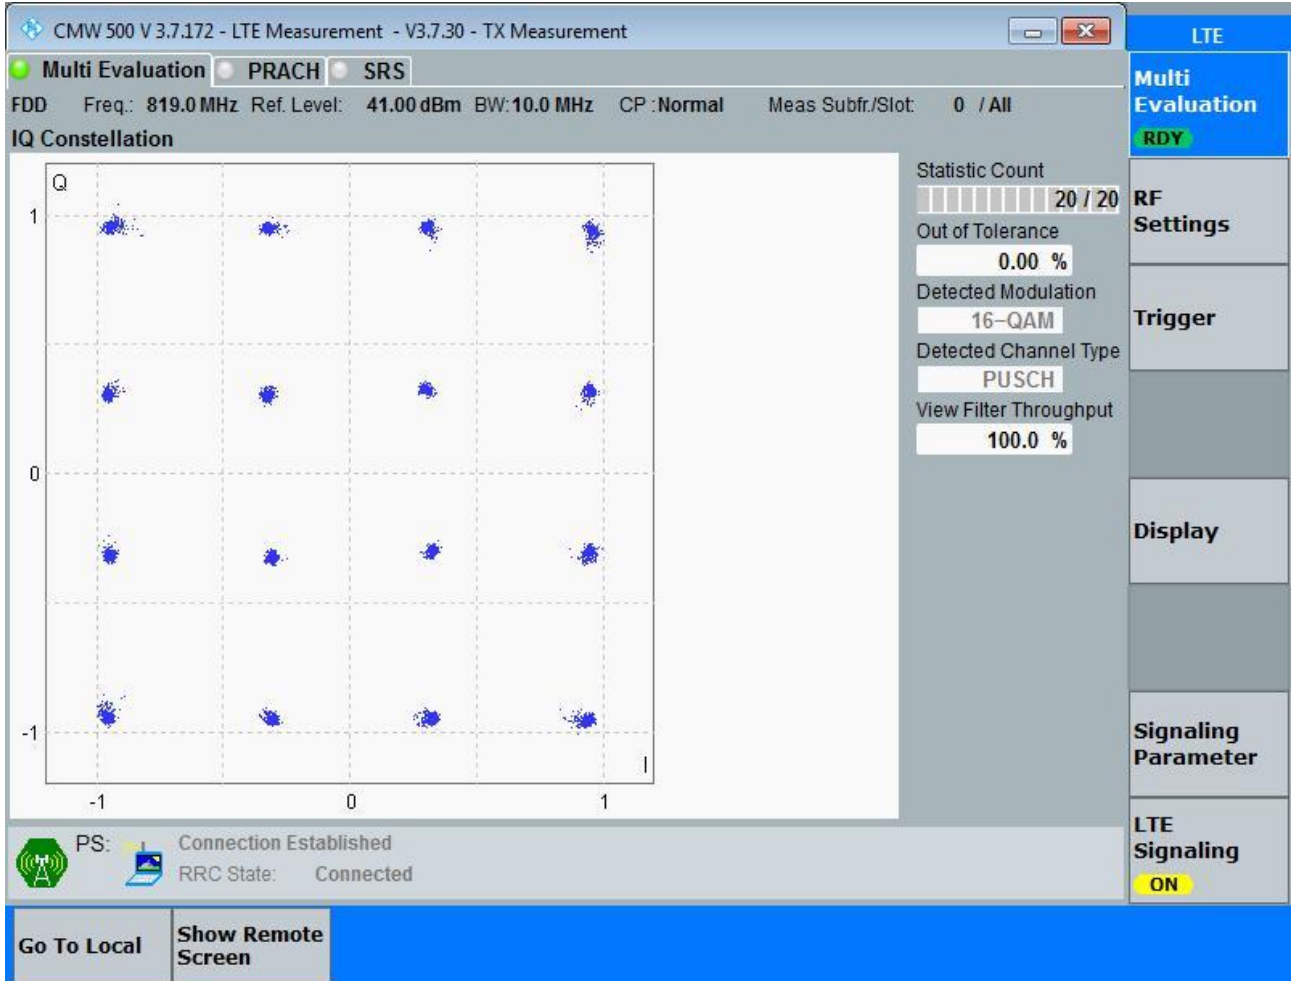 CMW 500 V 3.7.172 - LTE Measurement - V3.7.30 - TX Measurement
LTE
Multi Evaluation PRACH SRS
FDD Freq.: 819.0 MHz Ref. Level: 41.00 dBm BW: 10.0 MHz CP : Normal Meas Subfr./Slot: 0 / All
IQ Constellation
Q
1
0
-1
-1 0 1
I
Statistic Count
20 / 20
Out of Tolerance
0.00 %
Detected Modulation
16-QAM
Detected Channel Type
PUSCH
View Filter Throughput
100.0 %
Multi
Evaluation
RDY
RF
Settings
Trigger
Display
Signaling
Parameter
LTE
Signaling
ON
PS: Connection Established
RRC State: Connected
Go To Local
Show Remote
Screen